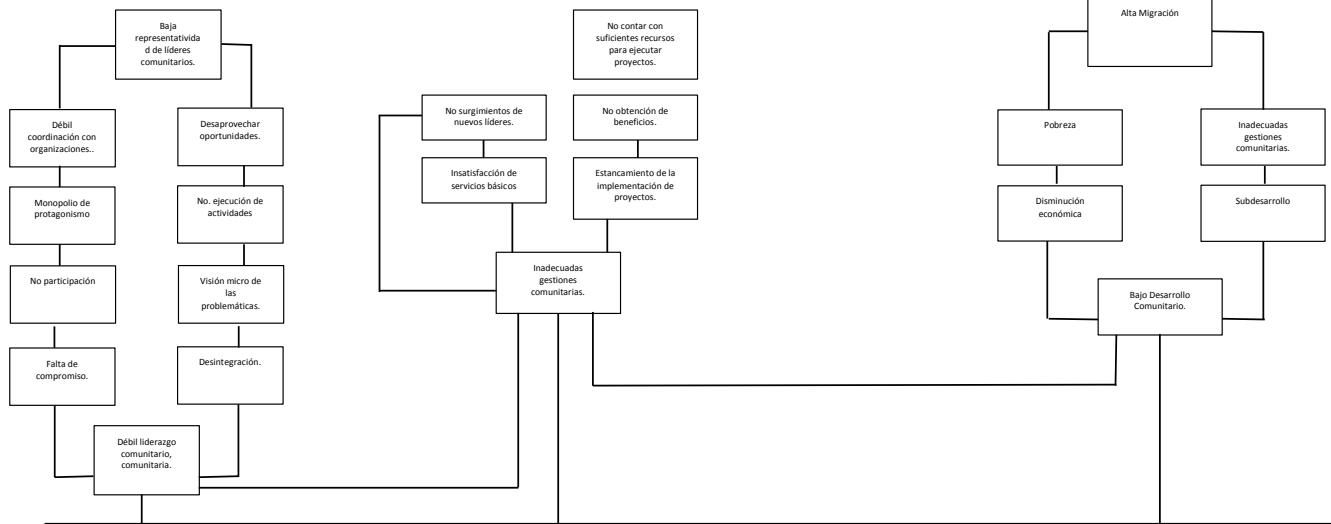 Baja
representativida
d de líderes
comunitarios.
Débil
coordinación con
organizaciones..
Desaprovechar
oportunidades.
Monopolio de
protagonismo
No. ejecución de
actividades
No participación
Visión micro de
las
problemáticas.
Falta de
compromiso.
Desintegración.
Débil liderazgo
comunitario,
comunitaria.
No contar con
suficientes recursos
para ejecutar
proyectos.
No surgimientos de
nuevos líderes.
No obtención de
beneficios.
Insatisfacción de
servicios básicos
Estancamiento de la
implementación de
proyectos.
Inadecuadas
gestiones
comunitarias.
Alta Migración
Pobreza
Inadecuadas
gestiones
comunitarias.
Disminución
económica
Subdesarrollo
Bajo Desarrollo
Comunitario.